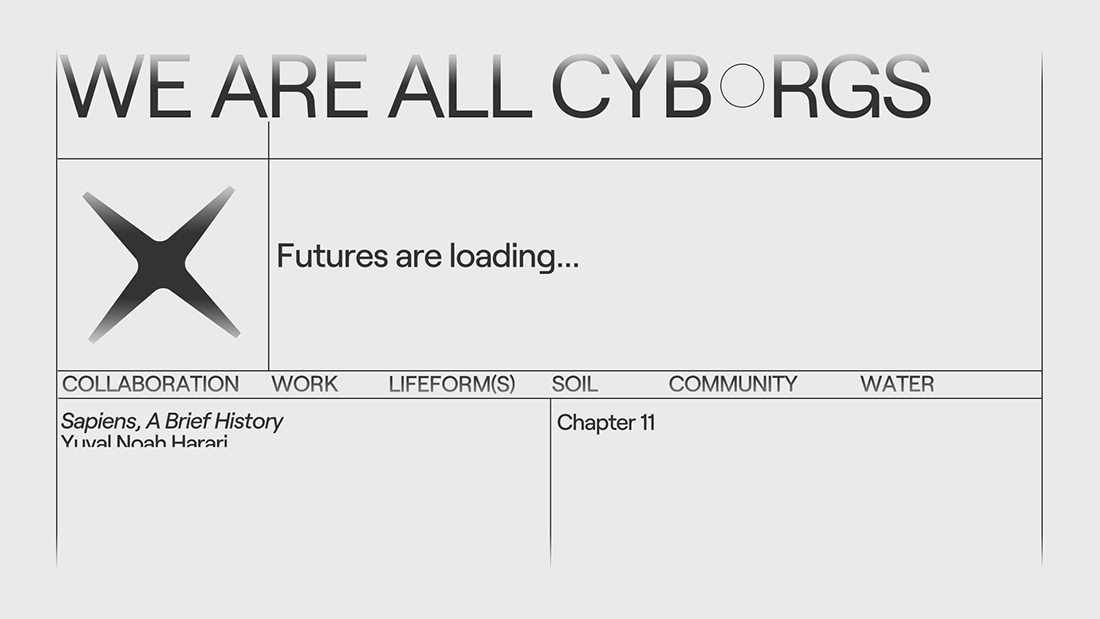 WE ARE ALL CYBORGS
Futures are loading...
COLLABORATION WORK LIFEFORM(S) SOIL COMMUNITY WATER
Sapiens, A Brief History
Yuval Noah Harari
Chapter 11